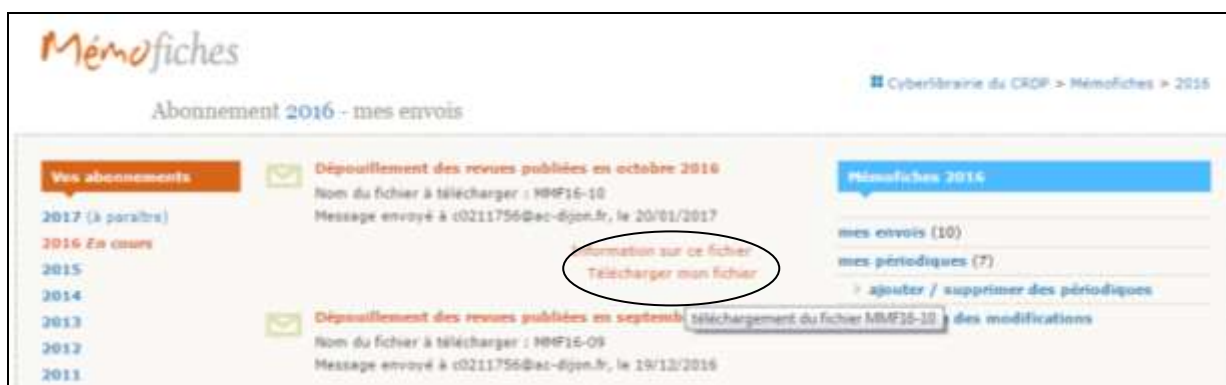 Mémofiches
Cyberlibrairie du CRDP > Mémofiches > 2016
Abonnement 2016 - mes envois
Vos abonnements
2017 (à paraître)
2016 En cours
2015
2014
2013
2012
2011
Dépouillement des revues publiées en octobre 2016
Nom du fichier à télécharger : MMF16-10
Message envoyé à c0211756@ac-dijon.fr, le 20/01/2017
Information sur ce fichier
Télécharger mon fichier
Dépouillement des revues publiées en septemb
téléchargement du fichier MMF16-10
Nom du fichier à télécharger : MMF16-09
Message envoyé à c0211756@ac-dijon.fr, le 19/12/2016
Mémofiches 2016
mes envois (10)
mes périodiques (7)
ajouter / supprimer des périodiques
des modifications